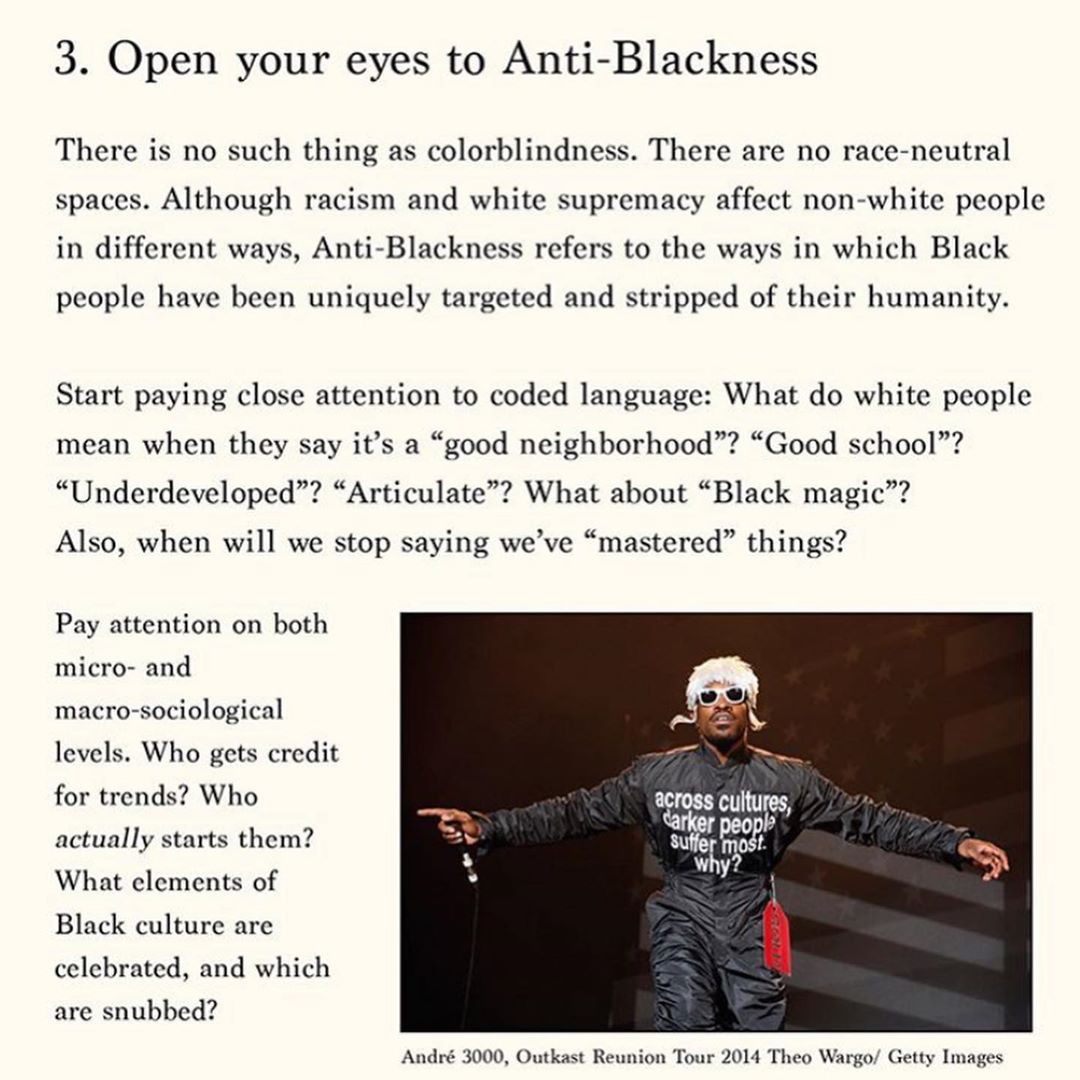 3. Open your eyes to Anti-Blackness
There is no such thing as colorblindness. There are no race-neutral
spaces. Although racism and white supremacy affect non-white people
in different ways, Anti-Blackness refers to the ways in which Black
people have been uniquely targeted and stripped of their humanity.
Start paying close attention to coded language: What do white people
mean when they say it’s a “good neighborhood”? “Good school”?
“Underdeveloped”? “Articulate”? What about “Black magic”?
Also, when will we stop saying we’ve “mastered” things?
Pay attention on both
micro- and
macro-sociological
levels. Who gets credit
for trends? Who
actually starts them?
What elements of
Black culture are
celebrated, and which
are snubbed?
across cultures,
darker people
suffer most.
why?
André 3000, Outkast Reunion Tour 2014 Theo Wargo/ Getty Images